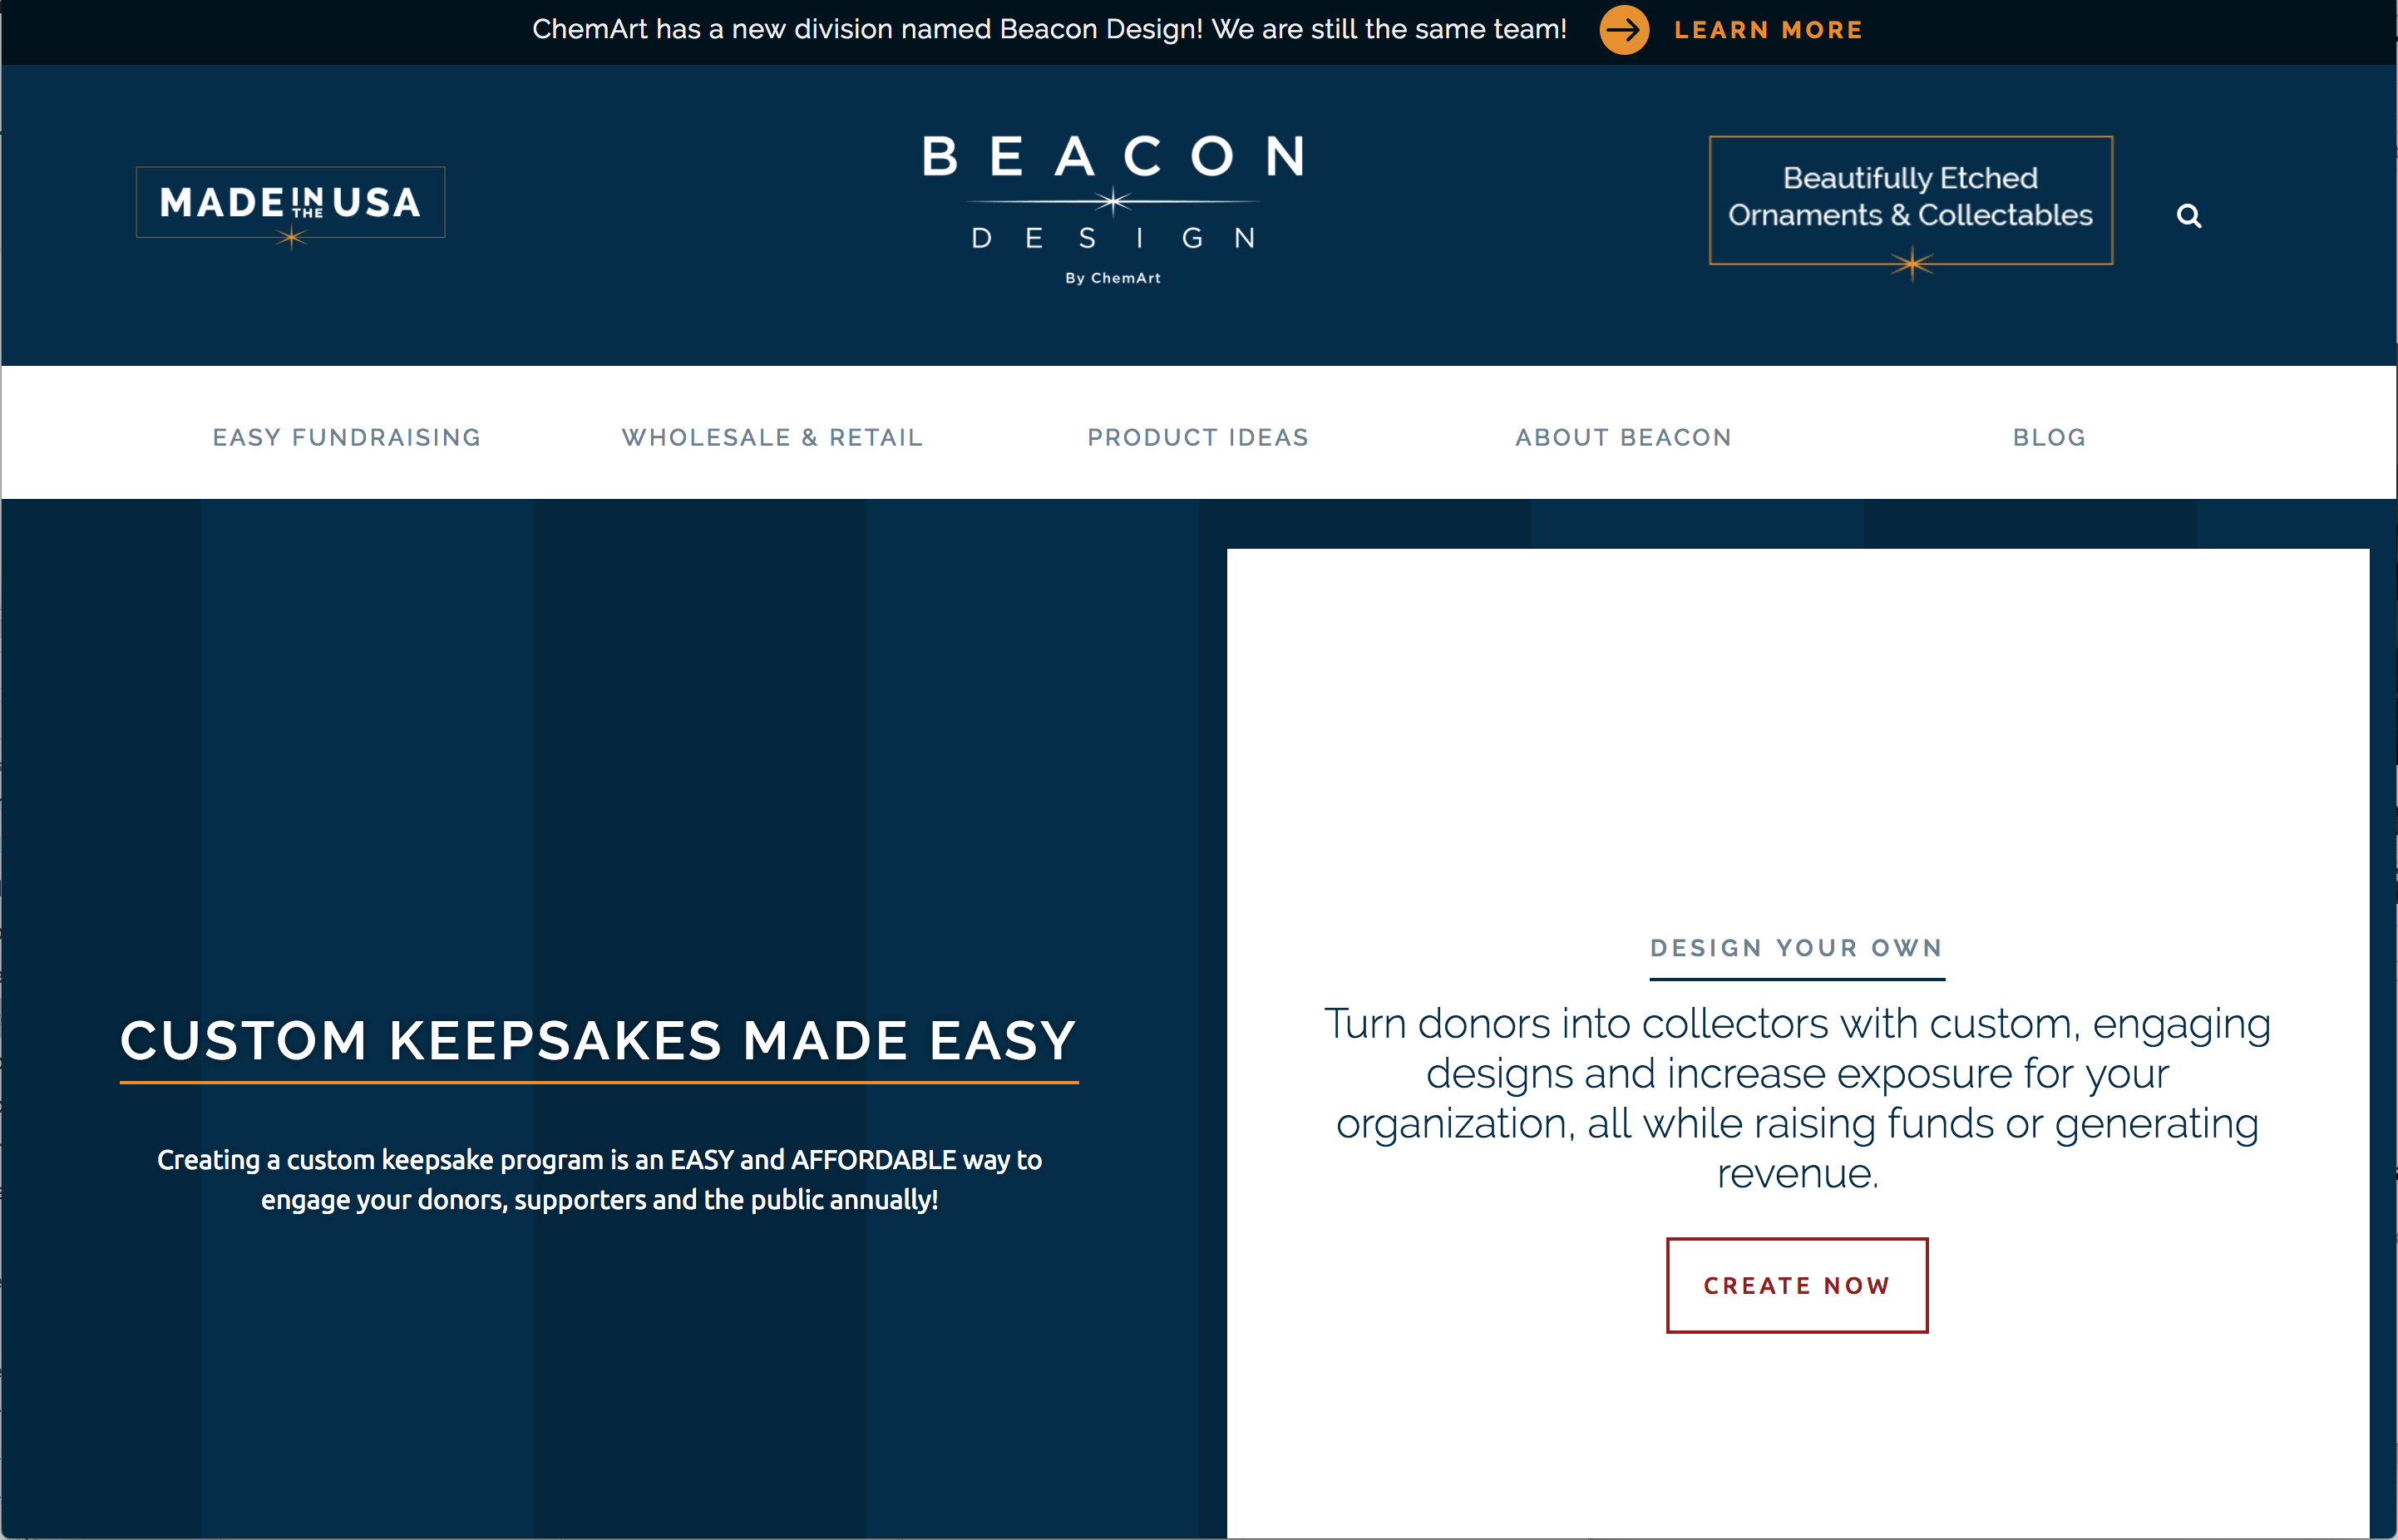 ChemArt has a new division named Beacon Design! We are still the same team! LEARN MORE
MADE IN THE USA
BEACON
DESIGN
By ChemArt
Beautifully Etched
Ornaments & Collectables
EASY FUNDRAISING
WHOLESALE & RETAIL
PRODUCT IDEAS
ABOUT BEACON
BLOG
CUSTOM KEEPSAKES MADE EASY
Creating a custom keepsake program is an EASY and AFFORDABLE way to
engage your donors, supporters and the public annually!
DESIGN YOUR OWN
Turn donors into collectors with custom, engaging
designs and increase exposure for your
organization, all while raising funds or generating
revenue.
CREATE NOW